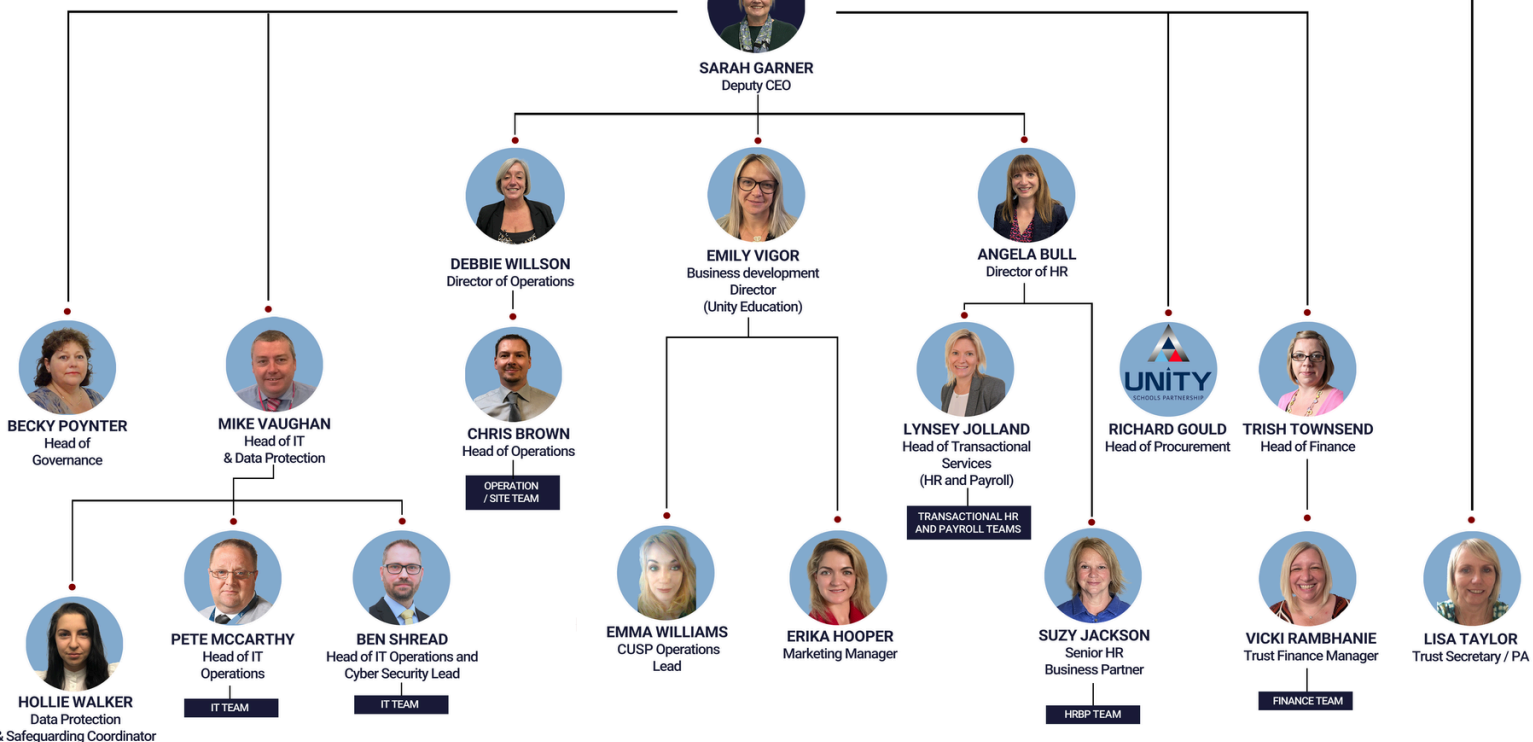 SARAH GARNER
Deputy CEO
DEBBIE WILLSON
Director of Operations
EMILY VIGOR
Business development
Director
(Unity Education)
ANGELA BULL
Director of HR
BECKY POYNTER
Head of
Governance
MIKE VAUGHAN
Head of IT
& Data Protection
CHRIS BROWN
Head of Operations
OPERATION
/ SITE TEAM
LYNSEY JOLLAND
Head of Transactional
Services
(HR and Payroll)
TRANSACTIONAL HR
AND PAYROLL TEAMS
UNITY
SCHOOLS PARTNERSHIP
RICHARD GOULD
Head of Procurement
TRISH TOWNSEND
Head of Finance
HOLLIE WALKER
Data Protection
& Safeguarding Coordinator
PETE MCCARTHY
Head of IT
Operations
IT TEAM
BEN SHREAD
Head of IT Operations and
Cyber Security Lead
IT TEAM
EMMA WILLIAMS
CUSP Operations
Lead
ERIKA HOOPER
Marketing Manager
SUZY JACKSON
Senior HR
Business Partner
HRBP TEAM
VICKI RAMBHANIE
Trust Finance Manager
FINANCE TEAM
LISA TAYLOR
Trust Secretary / PA